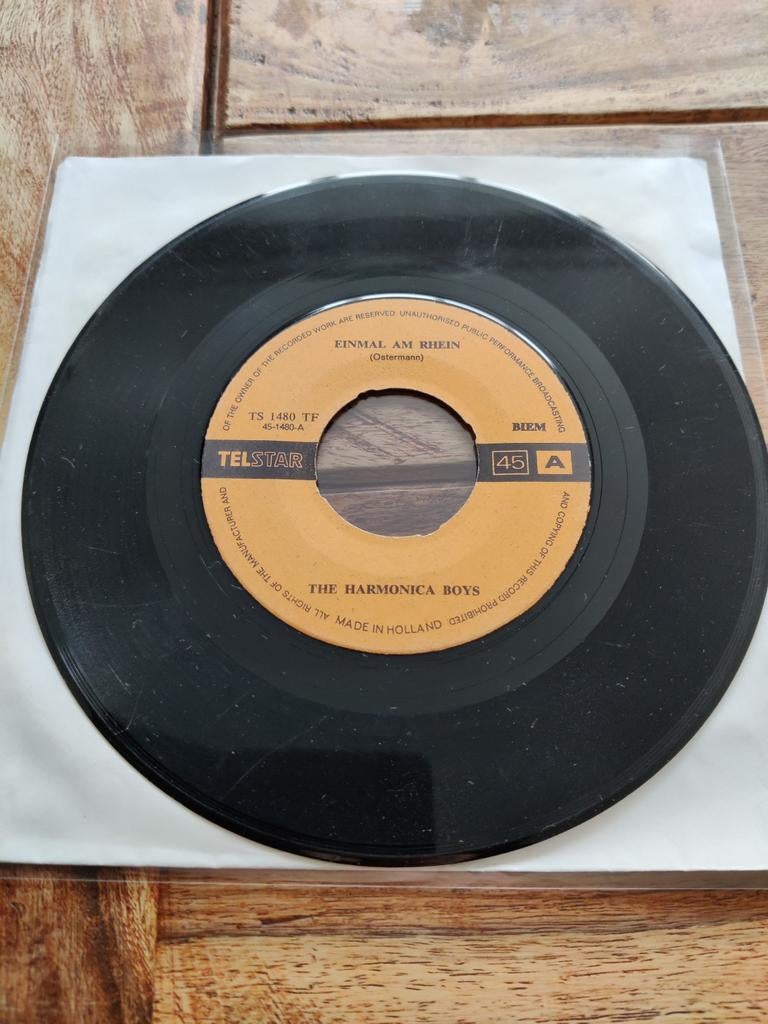 EINMAL AM RHEIN
(Ostermann)
TS 1480 TF
45-1480-A
BIEM
TELSTAR
45 A
THE HARMONICA BOYS
MADE IN HOLLAND
ALL RIGHTS OF THE MANUFACTURER AND OF THE OWNER OF THE RECORDED WORK ARE RESERVED. UNAUTHORISED PUBLIC PERFORMANCE BROADCASTING AND COPYING OF THIS RECORD PROHIBITED